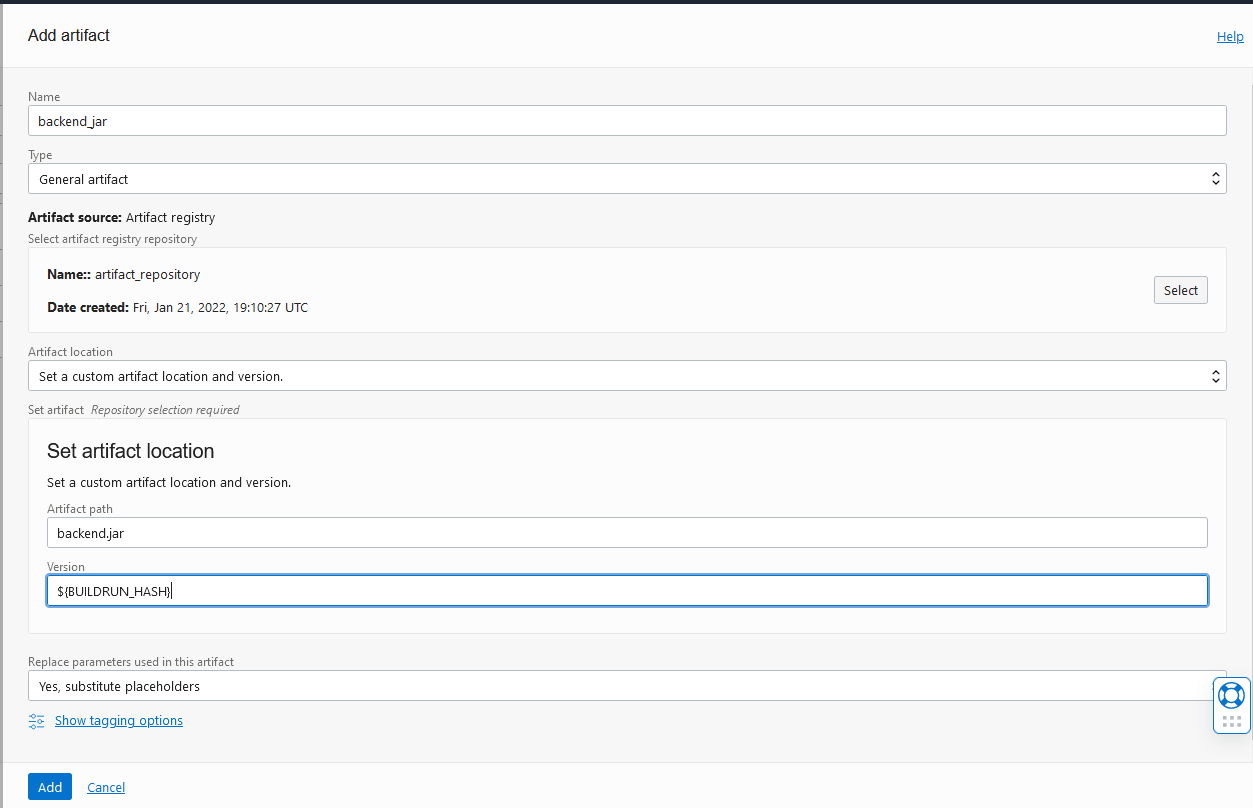 Add artifact
Help
Name
backend_jar
Type
General artifact
Artifact source: Artifact registry
Select artifact registry repository
Name:: artifact_repository
Date created: Fri, Jan 21, 2022, 19:10:27 UTC
Select
Artifact location
Set a custom artifact location and version.
Set artifact Repository selection required
Set artifact location
Set a custom artifact location and version.
Artifact path
backend.jar
Version
${BUILDRUN_HASH}
Replace parameters used in this artifact
Yes, substitute placeholders
Show tagging options
Add
Cancel